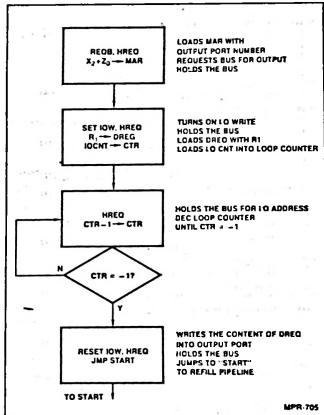 REQB, HREQ
X2+Z0→MAR
LOADS MAR WITH
OUTPUT PORT NUMBER
REQUESTS BUS FOR OUTPUT
HOLDS THE BUS
SET IOW, HREQ
R1→DREG
IOCNT→CTR
TURNS ON IO WRITE
HOLDS THE BUS
LOADS DREG WITH R1
LOADS IO CNT INTO LOOP COUNTER
HREQ
CTR-1→CTR
HOLDS THE BUS FOR IO ADDRESS
DEC LOOP COUNTER
UNTIL CTR = -1
N
CTR = -1?
Y
RESET IOW, HREQ
JMP START
WRITES THE CONTENT OF DREG
INTO OUTPUT PORT
HOLDS THE BUS
JUMPS TO "START"
TO REFILL PIPELINE
TO START
MPR-705